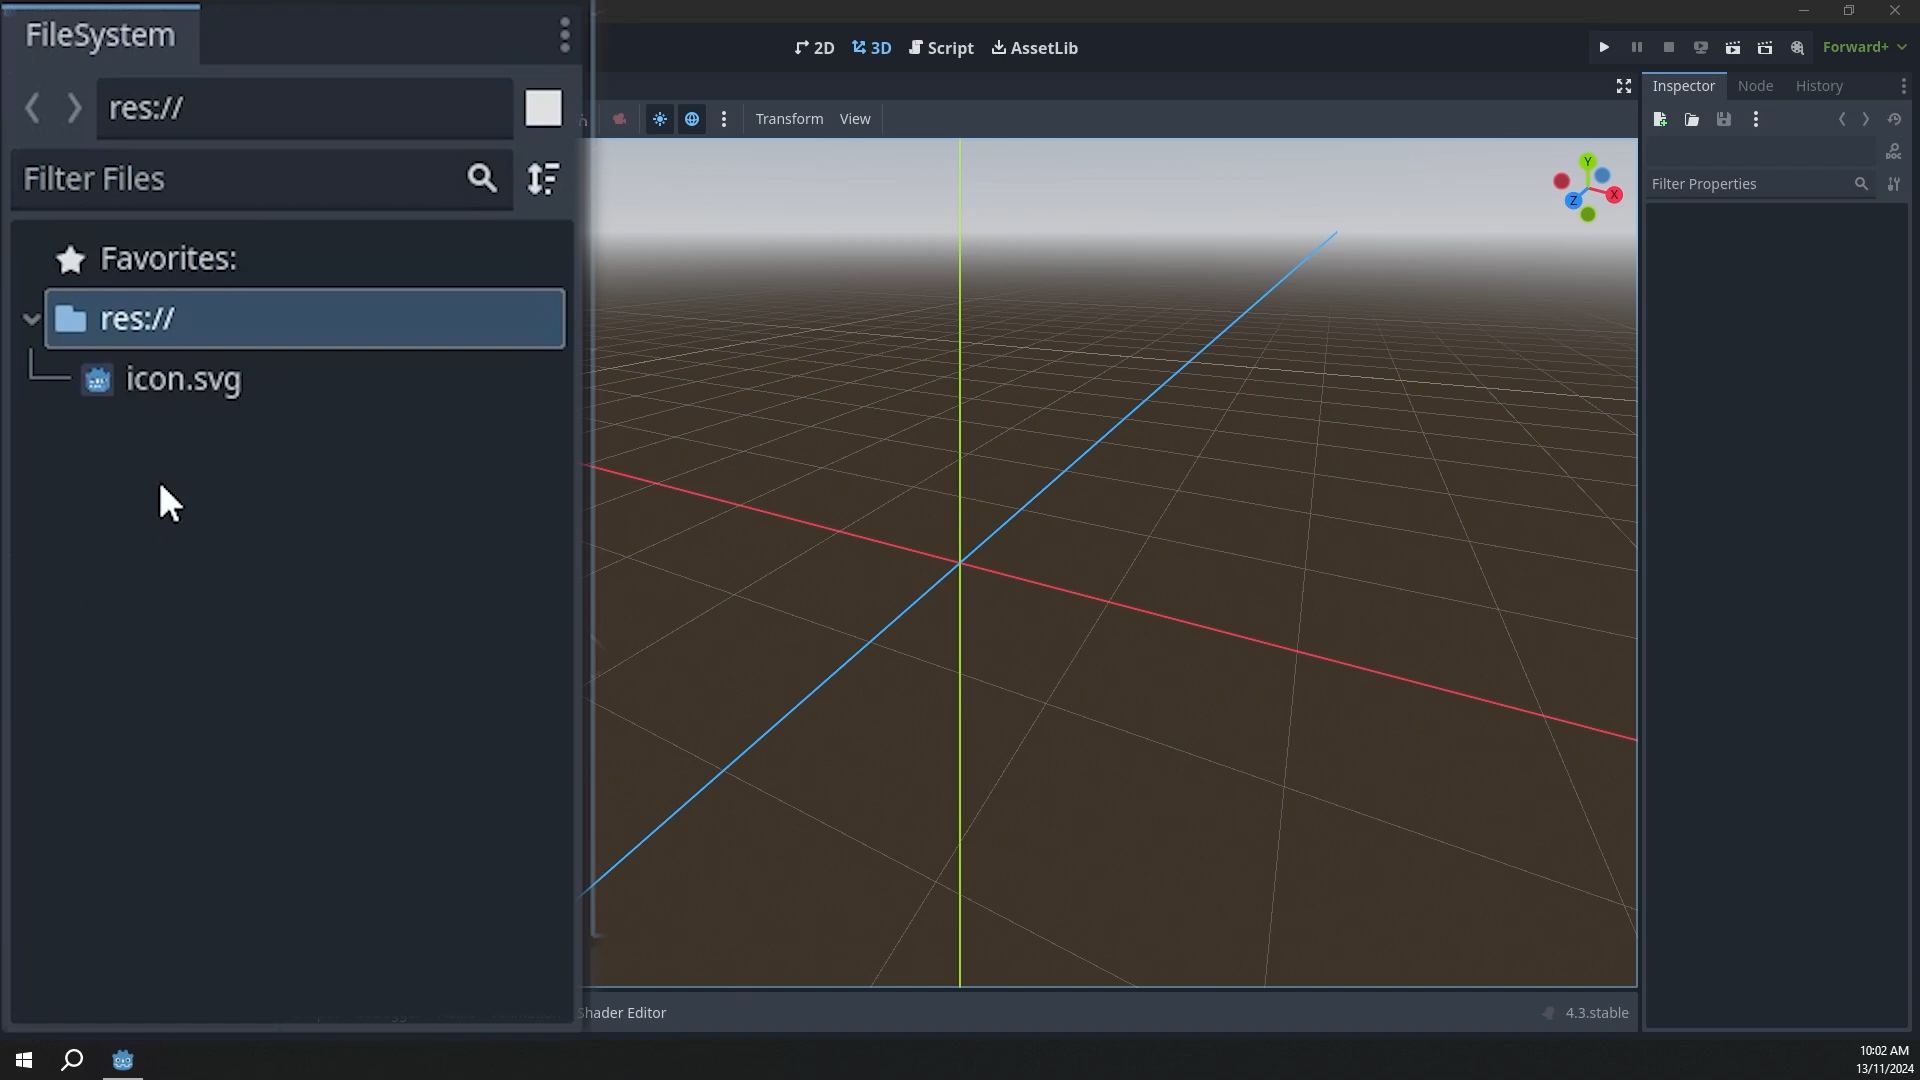 FileSystem
2D
3D
Script
AssetLib
Forward+
Inspector
Node
History
res://
Transform
View
DOC
Filter Files
Filter Properties
Y
X
Z
Favorites:
res://
icon.svg
Shader Editor
4.3.stable
10:02 AM
13/11/2024